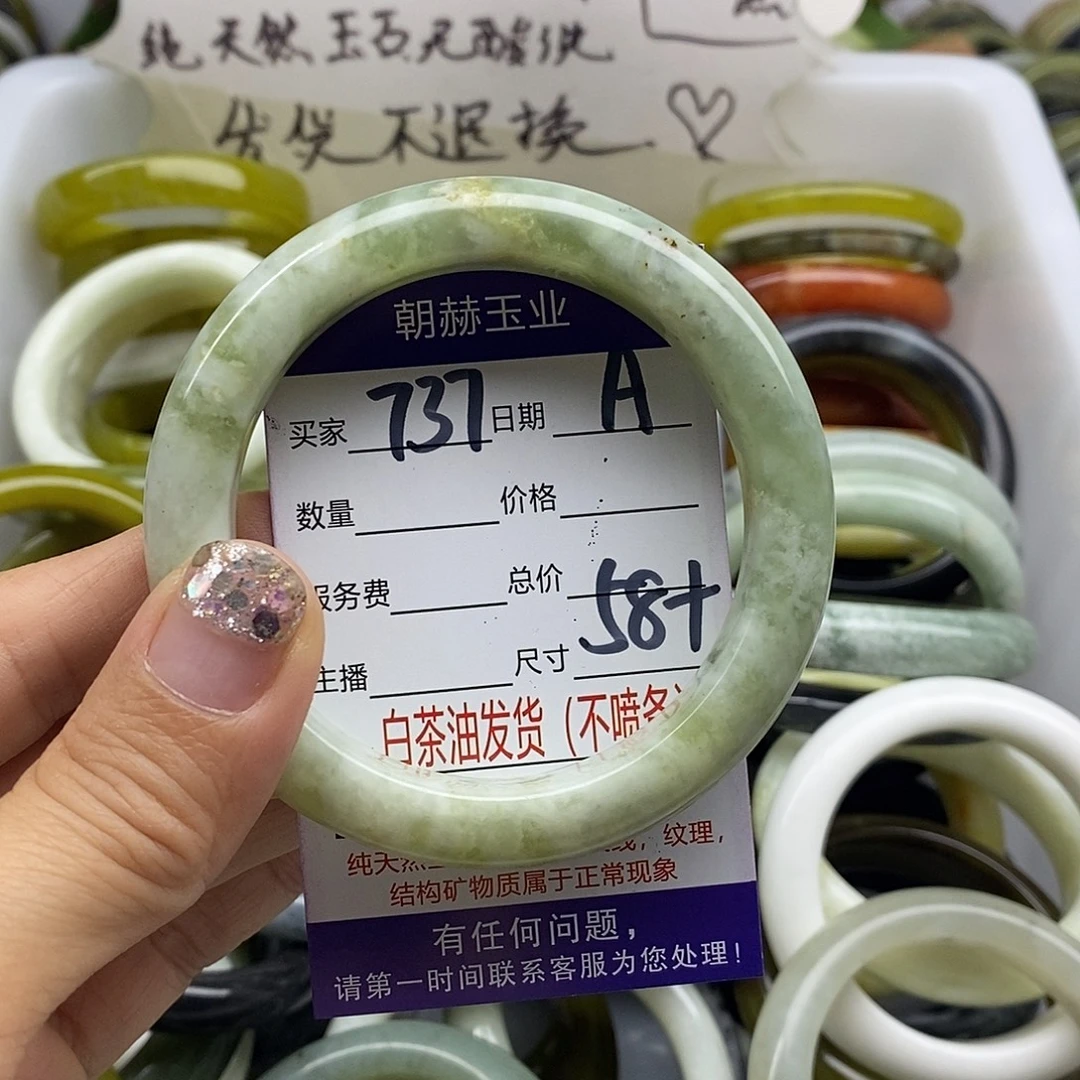 纯天然玉石无酸洗
发货不退换
朝赫玉业
买家 737 日期 A
数量 价格
服务费 总价
主播 尺寸 58+
白茶油发货（不喷
纯天然 纹理，
结构矿物质属于正常现象
有任何问题，
请第一时间联系客服为您处理！